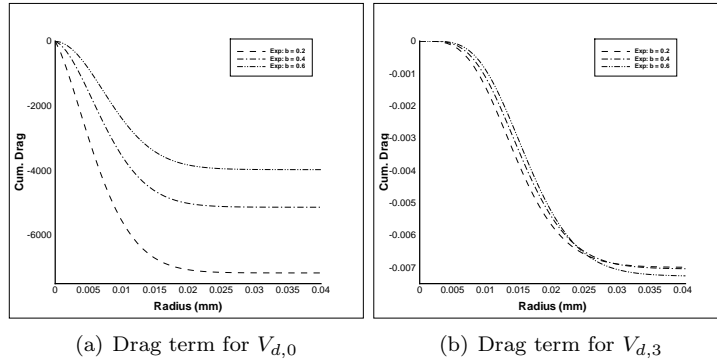 0
-2000
-4000
-6000
Cum. Drag
0 0.005 0.01 0.015 0.02 0.025 0.03 0.035 0.04
Radius (mm)
Exp: b = 0.2
Exp: b = 0.4
Exp: b = 0.6
(a) Drag term for V_{d,0}
0
-0.001
-0.002
-0.003
-0.004
-0.005
-0.006
-0.007
Cum. Drag
0 0.005 0.01 0.015 0.02 0.025 0.03 0.035 0.04
Radius (mm)
Exp: b = 0.2
Exp: b = 0.4
Exp: b = 0.6
(b) Drag term for V_{d,3}